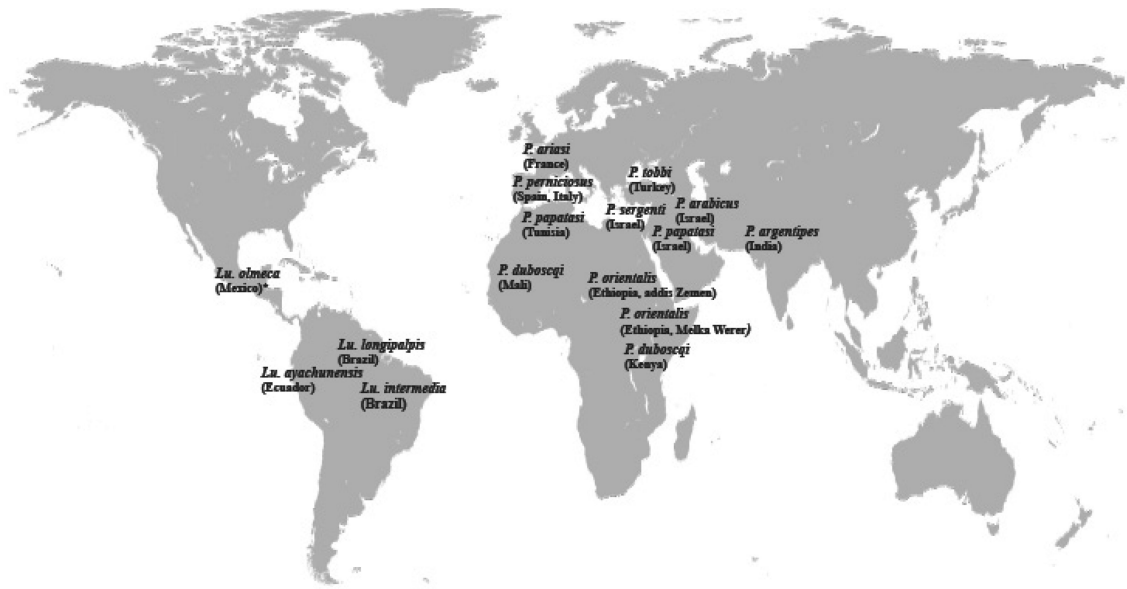 P. ariasi
(France)
P. tobbi
(Turkey)
P. perniciosus
(Spain, Italy)
P. sergenti
(Israel)
P. arabicus
(Israel)
P. papatasi
(Tunisia)
P. papatasi
(Israel)
P. argentipes
(India)
Lu. olmeca
(Mexico)*
P. duboscqi
(Mali)
P. orientalis
(Ethiopia, addis Zemen)
P. orientalis
(Ethiopia, Melka Werer)
Lu. longipalpis
(Brazil)
P. duboscqi
(Kenya)
Lu. ayachunensis
(Ecuador)
Lu. intermedia
(Brazil)